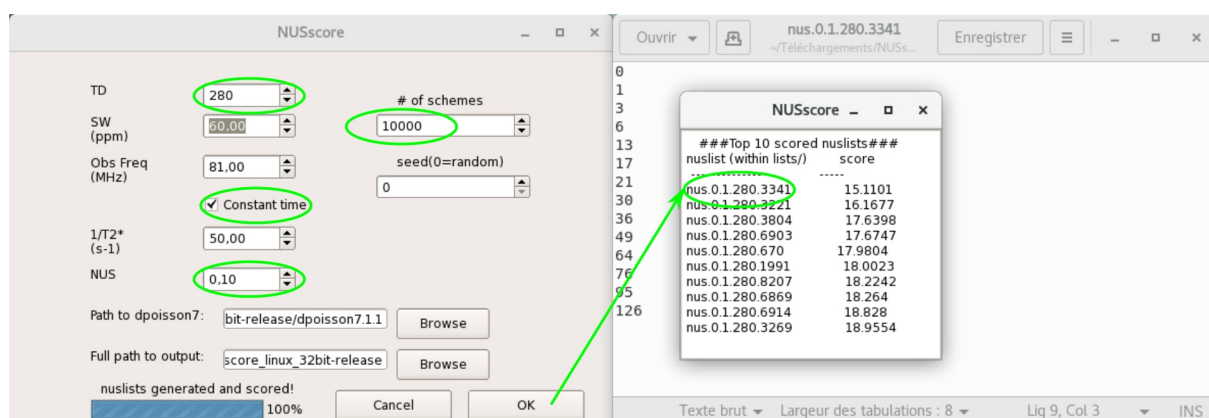 NUSscore
TD
280
# of schemes
10000
SW
(ppm)
60,00
Obs Freq
(MHz)
81,00
seed(0=random)
0
Constant time
1/T2*
(s-1)
50,00
NUS
0,10
Path to dpoisson7:
bit-release/dpoisson7.1.1
Browse
Full path to output:
score_linux_32bit-release
Browse
nuslists generated and scored!
100%
Cancel
OK
Ouvrir
nus.0.1.280.3341
~/Téléchargements/NUSs...
Enregistrer
0
1
3
6
13
17
21
30
36
49
64
76
95
126
NUSscore
###Top 10 scored nuslists###
nuslist (within lists/) score
--------------- -----
nus.0.1.280.3341 15.1101
nus.0.1.280.3221 16.1677
nus.0.1.280.3804 17.6398
nus.0.1.280.6903 17.6747
nus.0.1.280.670 17.9804
nus.0.1.280.1991 18.0023
nus.0.1.280.8207 18.2242
nus.0.1.280.6869 18.264
nus.0.1.280.6914 18.828
nus.0.1.280.3269 18.9554
Texte brut Largeur des tabulations : 8 Lig 9, Col 3 INS